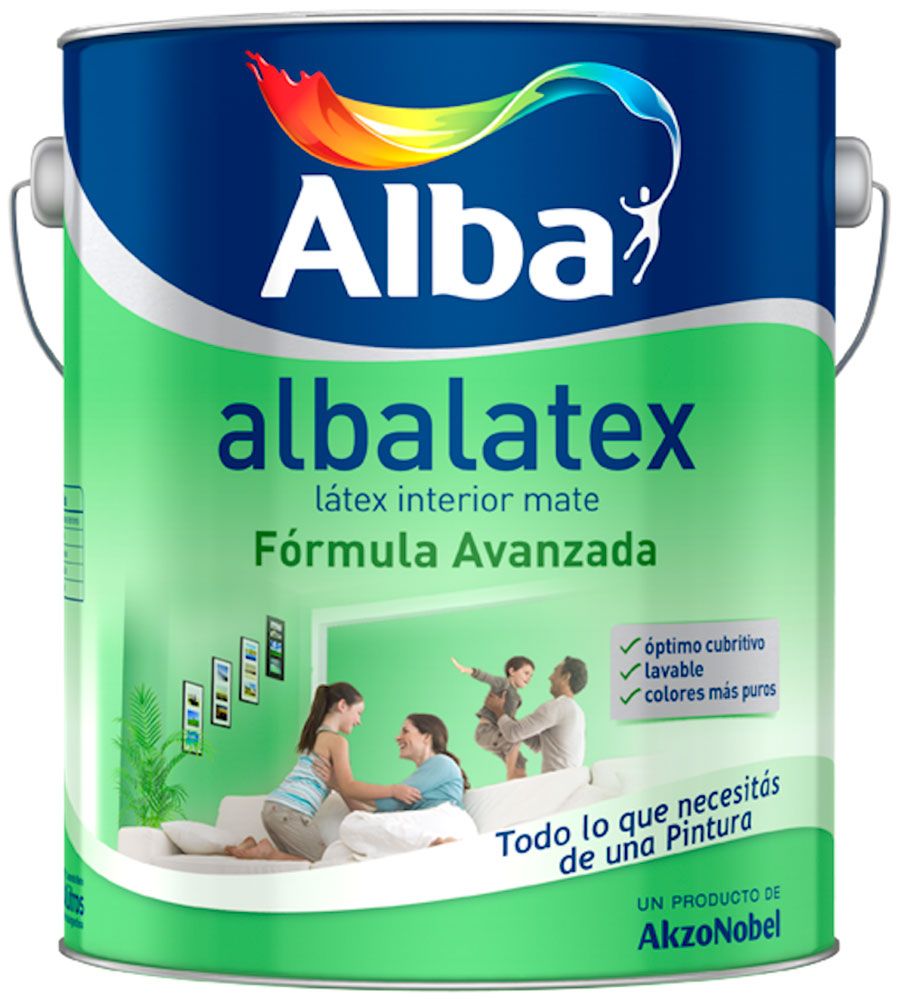 Alba
albalatex
látex interior mate
Fórmula Avanzada
óptimo cubritivo
lavable
colores más puros
Todo lo que necesitás
de una Pintura
UN PRODUCTO DE
AkzoNobel
Litros